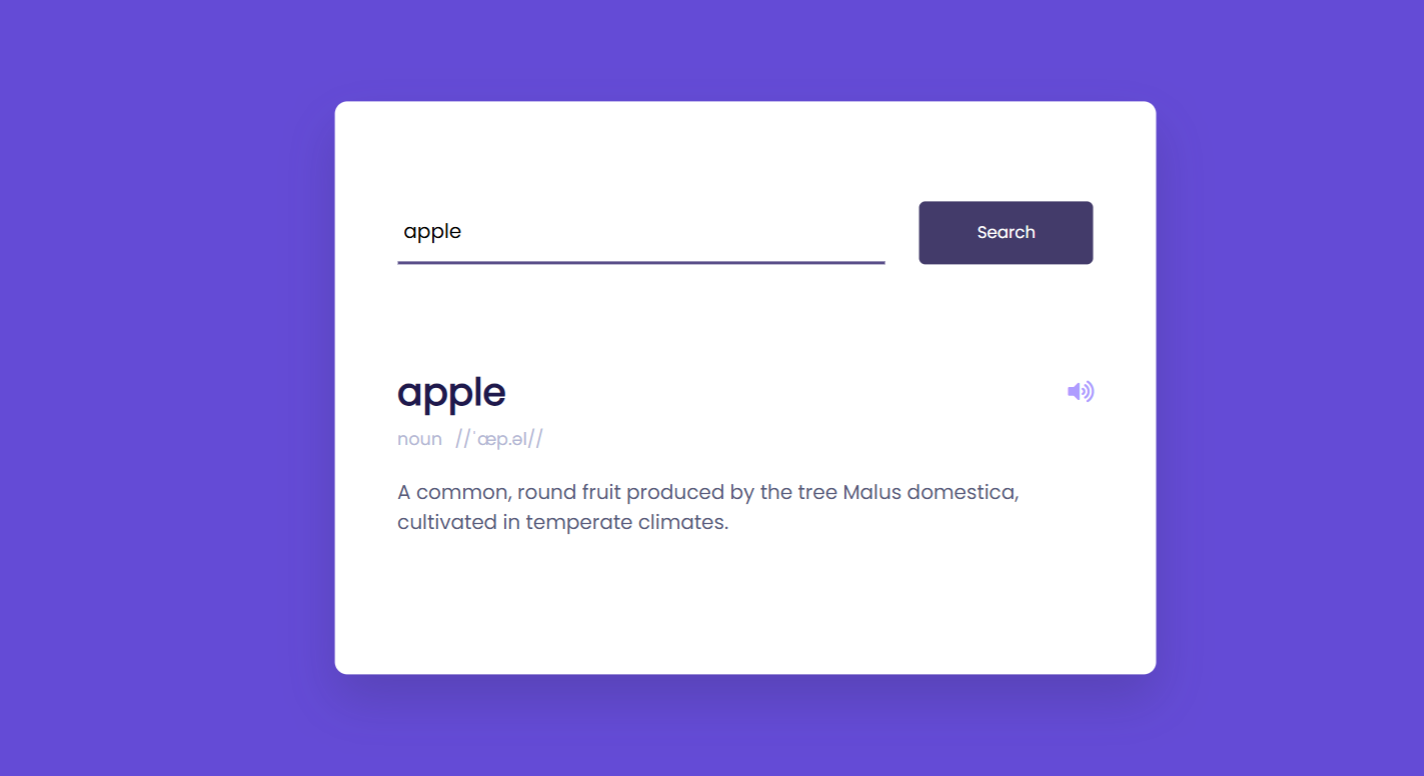 apple
Search
apple
noun //ˈæp.əl//
A common, round fruit produced by the tree Malus domestica,
cultivated in temperate climates.